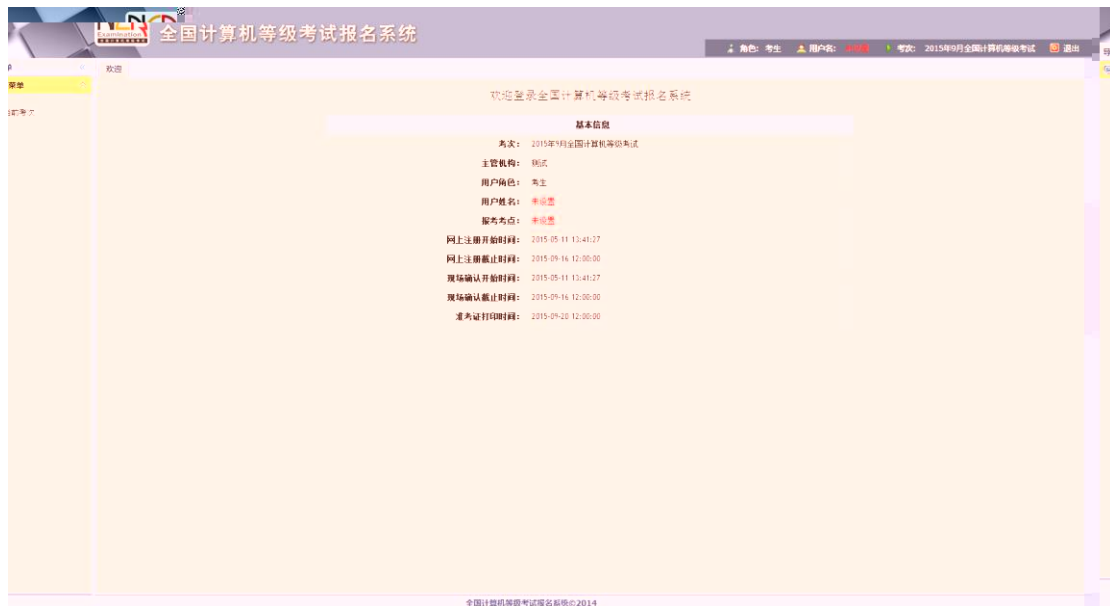 Examination
全国计算机等级考试报名系统
角色: 考生 用户名: 考次: 2015年9月全国计算机等级考试 退出
欢迎
菜单
欢迎登录全国计算机等级考试报名系统
基本信息
考次: 2015年9月全国计算机等级考试
主管机构: 测试
用户角色: 考生
用户姓名: 未设置
报考考点: 未设置
网上注册开始时间: 2015-05-11 13:41:27
网上注册截止时间: 2015-09-16 12:00:00
现场确认开始时间: 2015-05-11 13:41:27
现场确认截止时间: 2015-09-16 12:00:00
准考证打印时间: 2015-09-20 12:00:00
全国计算机等级考试报名系统©2014